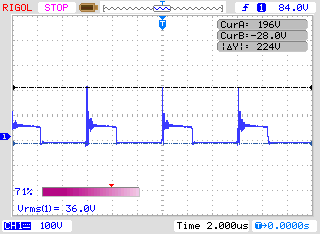 RIGOL STOP T f 1 84.0V
T
CurA: 196V
CurB:-28.0V
|ΔY|: 224V
1
71%
Vrms(1)= 36.0V
CH1 100V Time 2.000us T→0.0000s